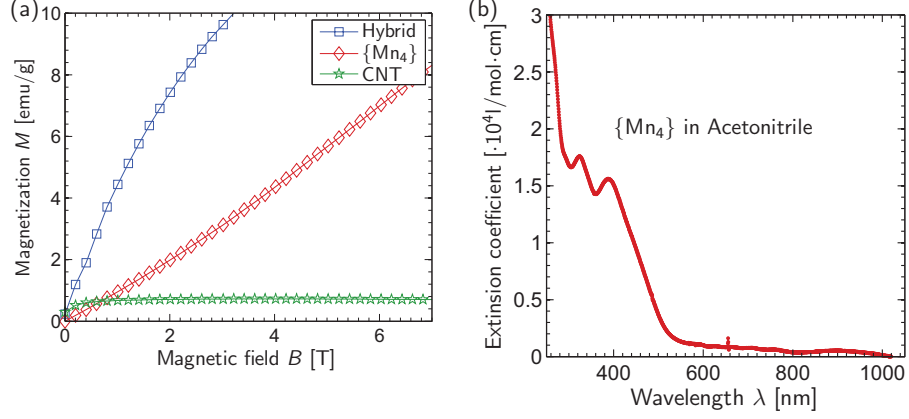 (a)
10
8
6
4
2
0
0
2
4
6
Magnetization M [emu/g]
Magnetic field B [T]
Hybrid
{Mn₄}
CNT
(b)
3
2.5
2
1.5
1
0.5
0
400
600
800
1000
Extinsion coefficient [·10⁴l/mol·cm]
Wavelength λ [nm]
{Mn₄} in Acetonitrile